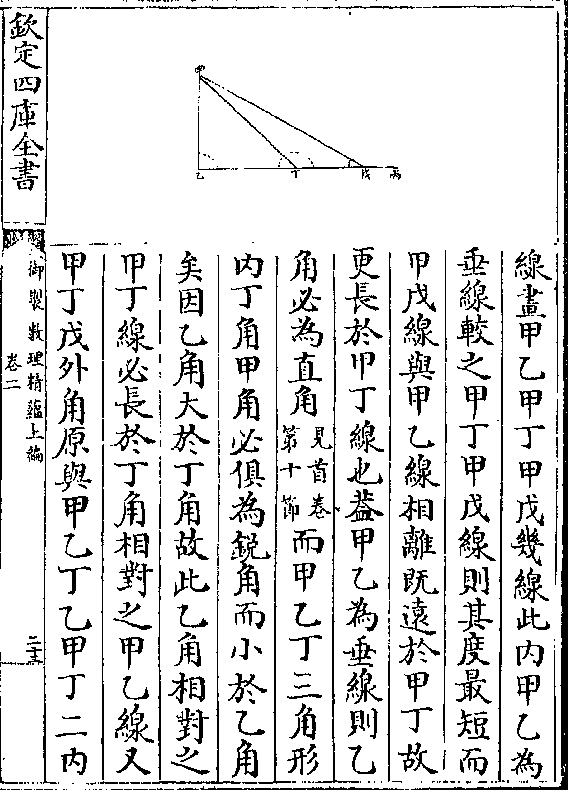 線畫甲乙甲丁甲戊幾線此内甲乙為
垂線較之甲丁甲戊線則其度最短而
甲戊線與甲乙線相離既遠於甲丁故
更長於甲丁線也葢甲乙為垂線則乙
角必為直角見首卷第十節而甲乙丁三角形
内丁角甲角必俱為鋭角而小於乙角
矣因乙角大於丁角故此乙角相對之
甲丁線必長於丁角相對之甲乙線又
甲丁戊外角原與甲乙丁乙甲丁二内
甲
乙
丁
戊
丙
欽定四庫全書
御製數理精藴上編
卷二
二十三